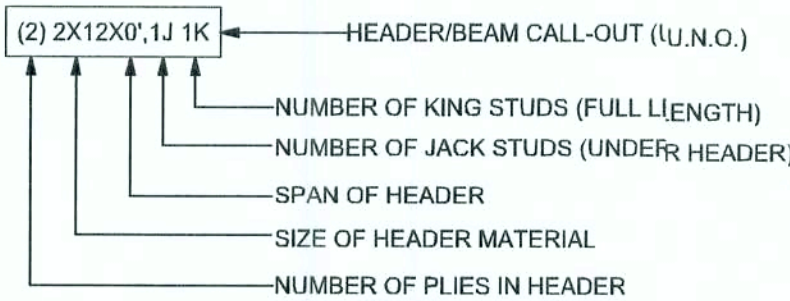 (2) 2X12X0',1J 1K
HEADER/BEAM CALL-OUT (U.N.O.)
NUMBER OF KING STUDS (FULL LENGTH)
NUMBER OF JACK STUDS (UNDER HEADER)
SPAN OF HEADER
SIZE OF HEADER MATERIAL
NUMBER OF PLIES IN HEADER